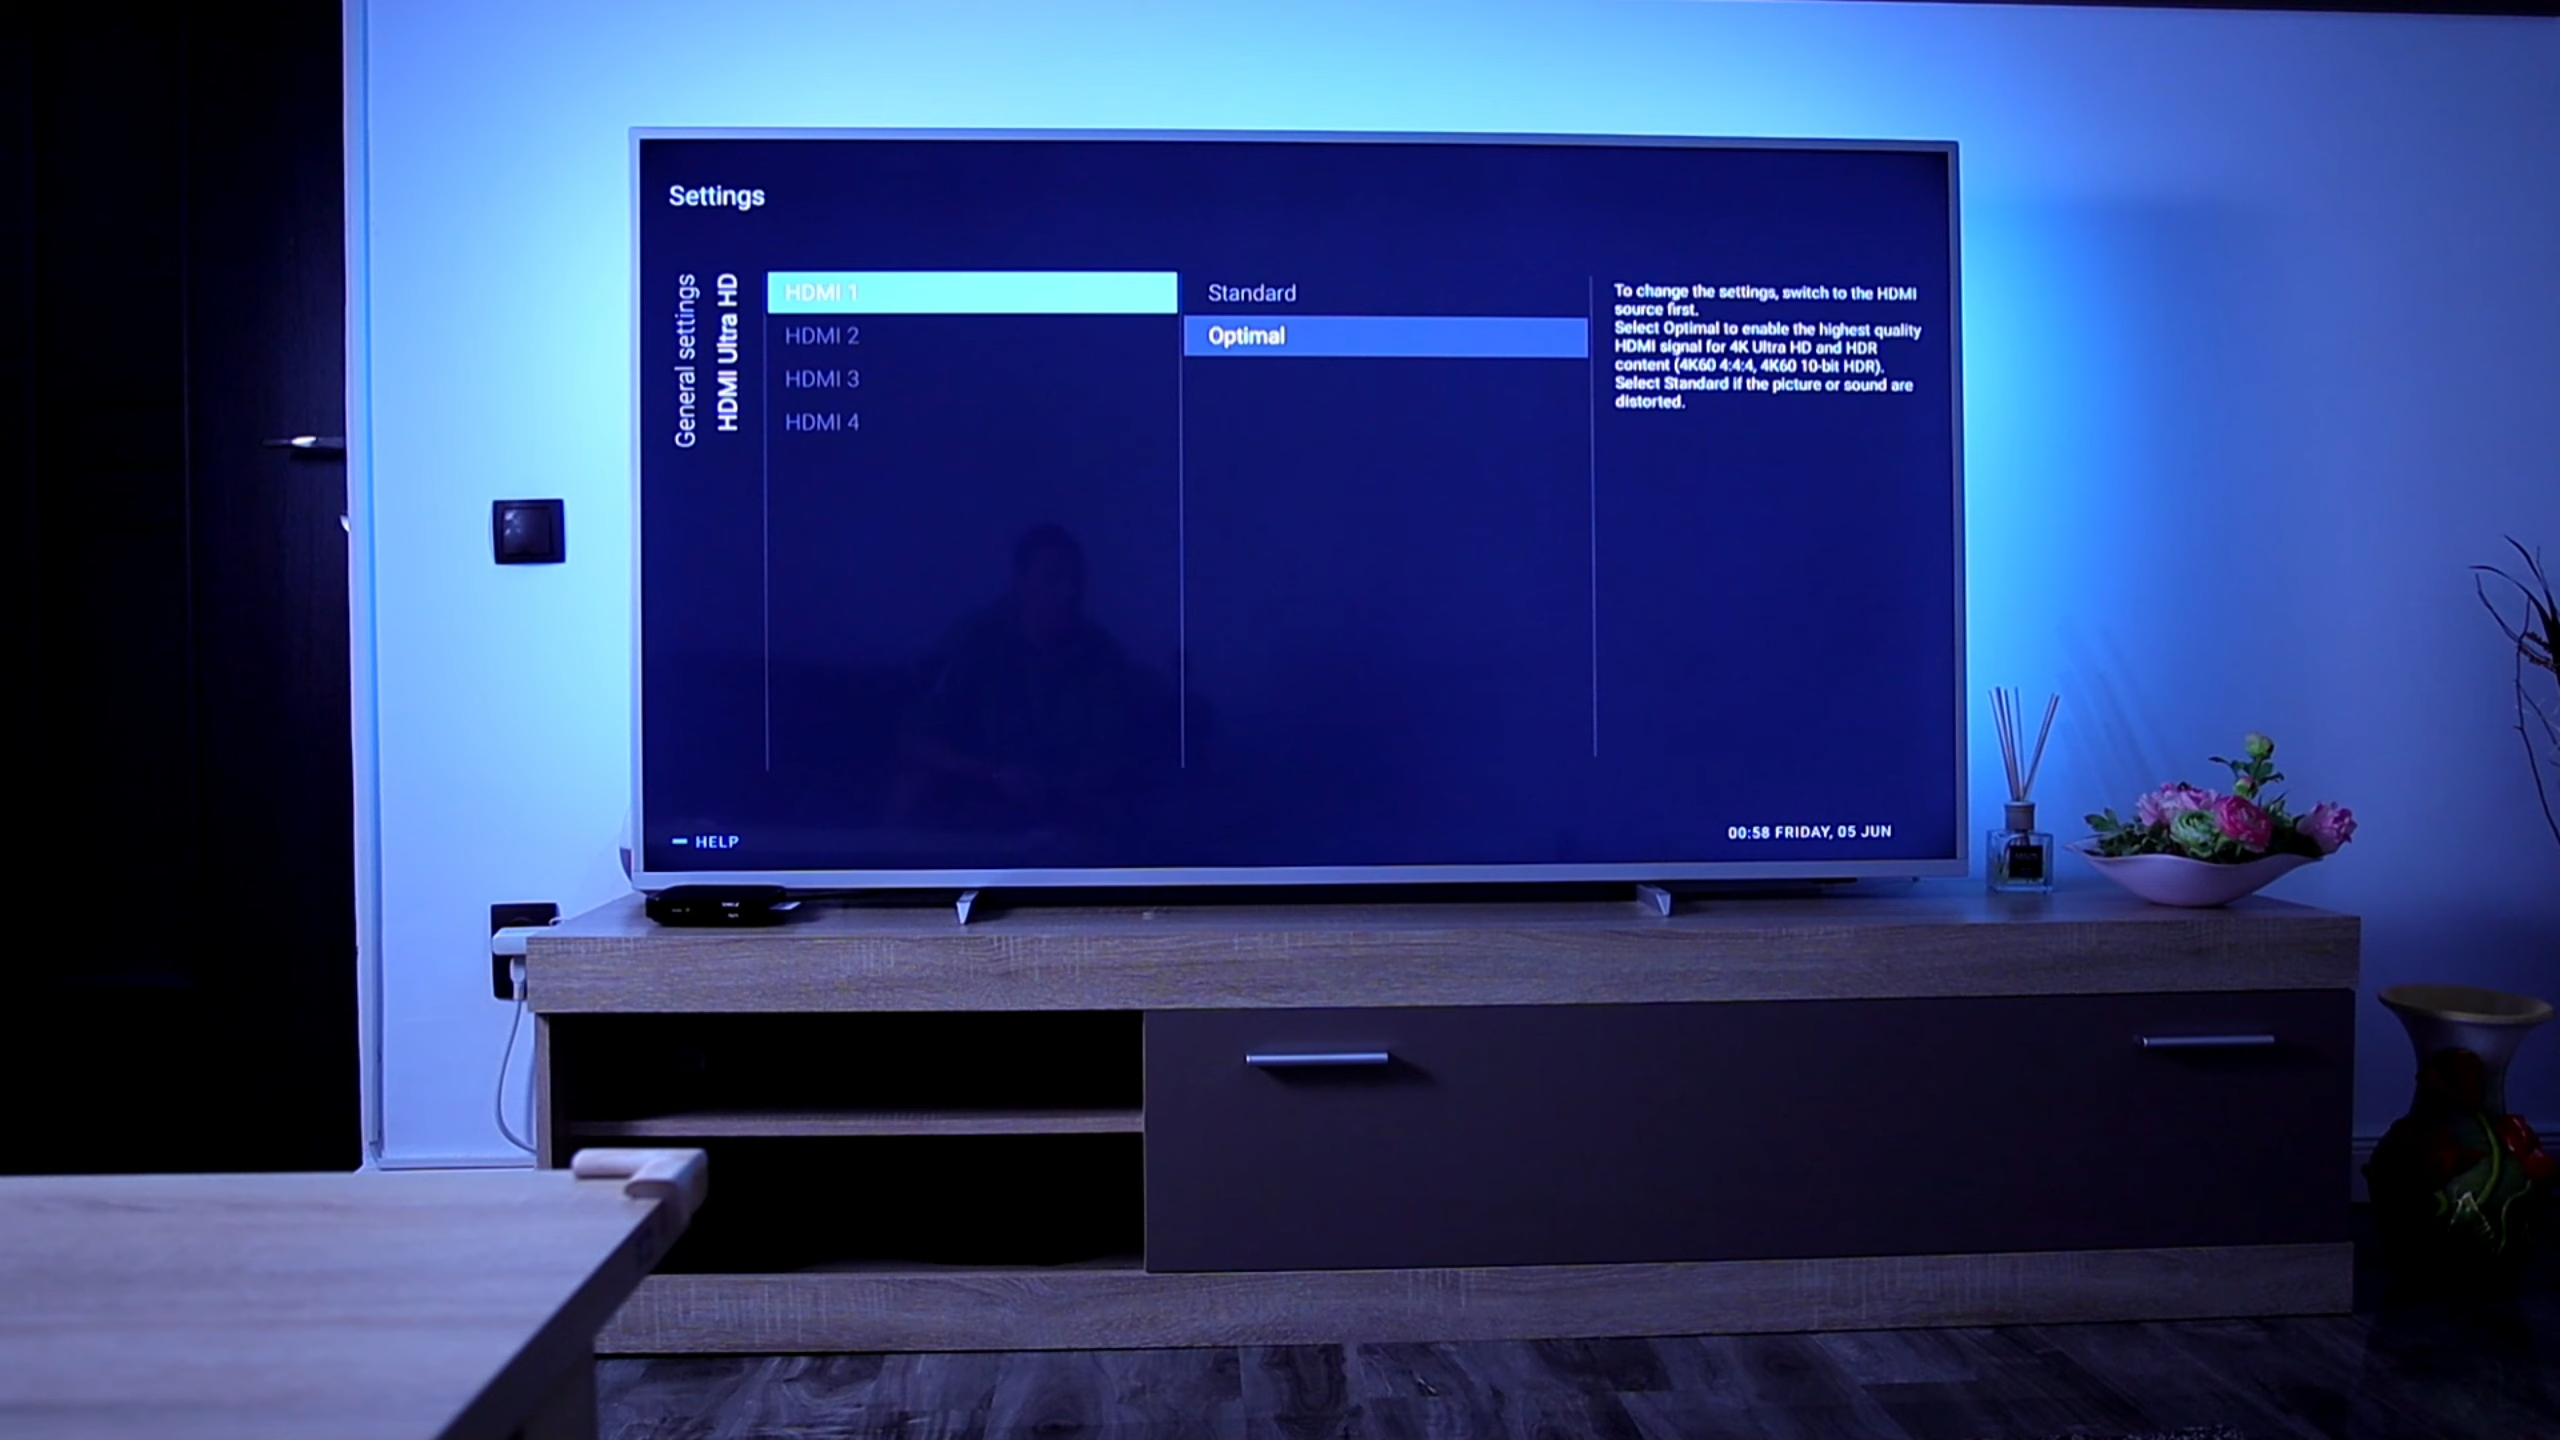 Settings
General settings
HDMI Ultra HD
HDMI 1
HDMI 2
HDMI 3
HDMI 4
Standard
Optimal
To change the settings, switch to the HDMI
source first.
Select Optimal to enable the highest quality
HDMI signal for 4K Ultra HD and HDR
content (4K60 4:4:4, 4K60 10-bit HDR).
Select Standard if the picture or sound are
distorted.
HELP
00:58 FRIDAY, 05 JUN